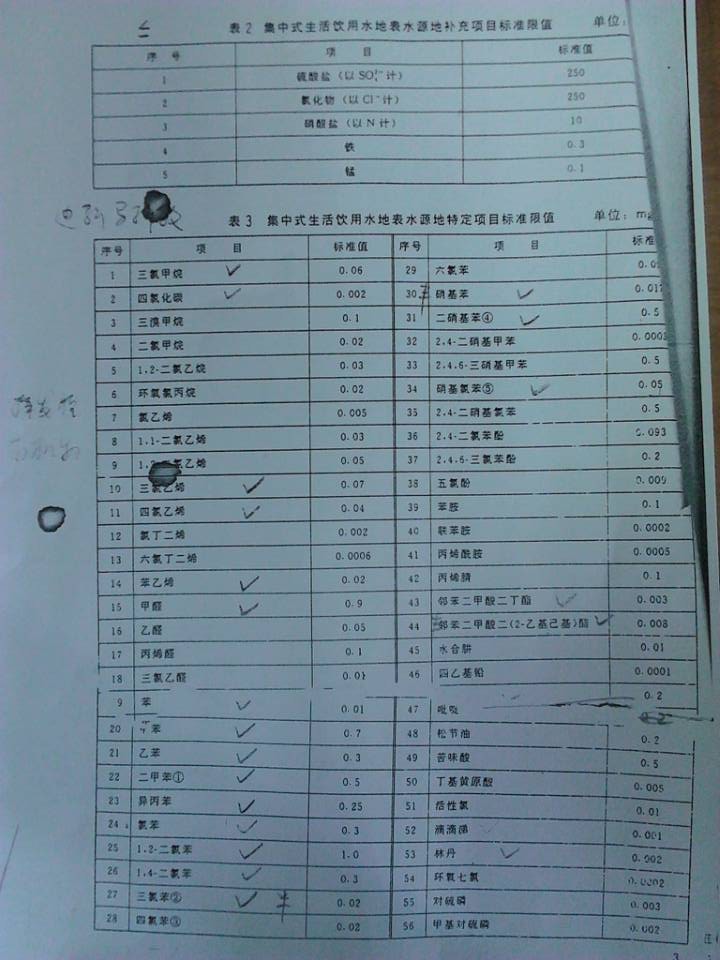 表2 集中式生活饮用水地表水源地补充项目标准限值 单位:
序 号 项 目 标准值
1 硫酸盐（以SO₄²⁻计） 250
2 氯化物（以Cl⁻计） 250
3 硝酸盐（以N计） 10
4 铁 0.3
5 锰 0.1
表3 集中式生活饮用水地表水源地特定项目标准限值 单位: m
序号 项 目 标准值 序号 项 目 标准
1 三氯甲烷 ✓ 0.06 29 六氯苯 0.0
2 四氯化碳 ✓ 0.002 30 硝基苯 ✓ 0.017
3 三溴甲烷 0.1 31 二硝基苯④ ✓ 0.5
4 二氯甲烷 0.02 32 2,4-二硝基甲苯 0.0003
5 1,2-二氯乙烷 0.03 33 2,4,6-三硝基甲苯 0.5
6 环氧氯丙烷 0.02 34 硝基氯苯⑤ ✓ 0.05
7 氯乙烯 0.005 35 2,4-二硝基氯苯 0.5
8 1,1-二氯乙烯 0.03 36 2,4-二氯苯酚 0.093
9 1,2-二氯乙烯 0.05 37 2,4,6-三氯苯酚 0.2
10 三氯乙烯 ✓ 0.07 38 五氯酚 0.009
11 四氯乙烯 ✓ 0.04 39 苯胺 0.1
12 氯丁二烯 0.002 40 联苯胺 0.0002
13 六氯丁二烯 0.0006 41 丙烯酰胺 0.0005
14 苯乙烯 ✓ 0.02 42 丙烯腈 0.1
15 甲醛 ✓ 0.9 43 邻苯二甲酸二丁酯 ✓ 0.003
16 乙醛 0.05 44 邻苯二甲酸二(2-乙基己基)酯 ✓ 0.008
17 丙烯醛 0.1 45 水合肼 0.01
18 三氯乙醛 0.01 46 四乙基铅 0.0001
9 苯 ✓ 0.01 47 吡啶 0.2
20 甲苯 ✓ 0.7 48 松节油 0.2
21 乙苯 ✓ 0.3 49 苦味酸 0.5
22 二甲苯① ✓ 0.5 50 丁基黄原酸 0.005
23 异丙苯 ✓ 0.25 51 活性氯 0.01
24 氯苯 ✓ 0.3 52 滴滴涕 0.001
25 1,2-二氯苯 ✓ 1.0 53 林丹 ✓ 0.002
26 1,4-二氯苯 ✓ 0.3 54 环氧七氯 0.0002
27 三氯苯② ✓ 0.02 55 对硫磷 0.003
28 四氯苯③ 0.02 56 甲基对硫磷 0.002
3